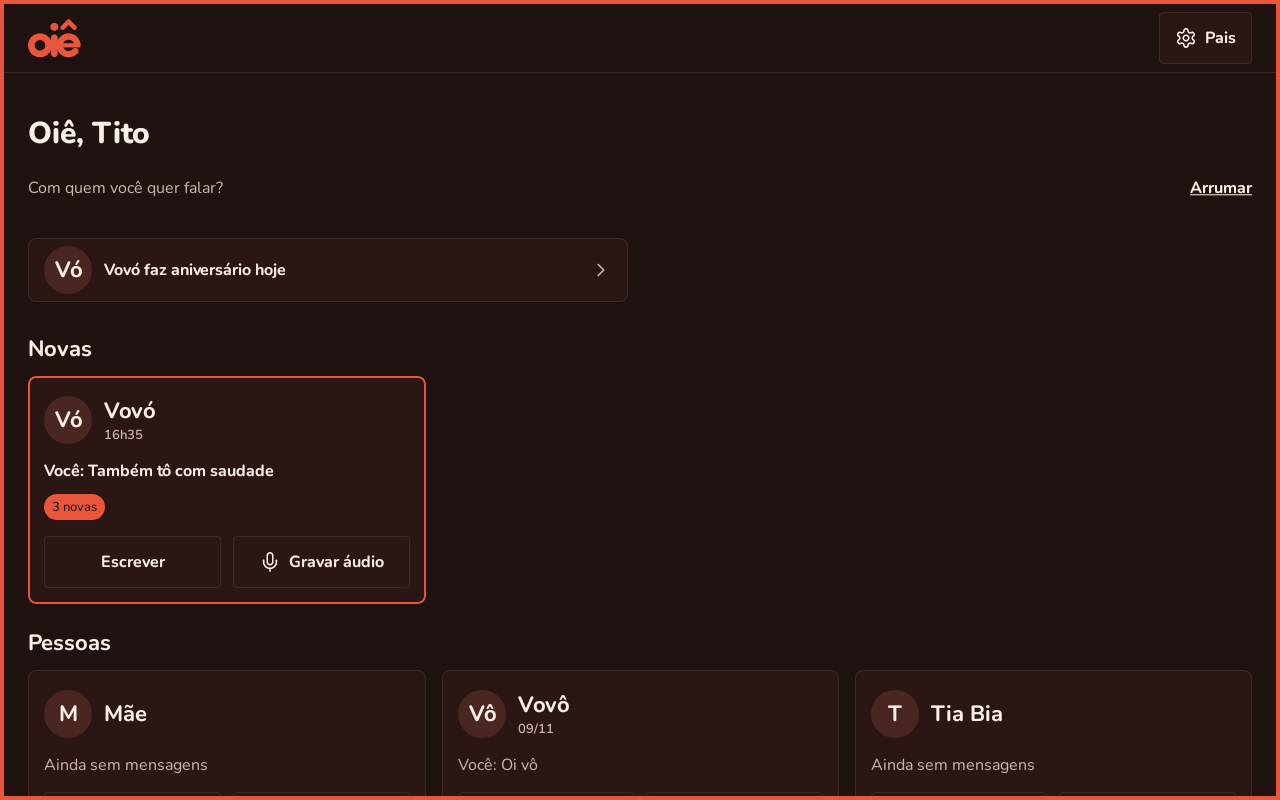 oiê
Pais
Oiê, Tito
Com quem você quer falar?
Arrumar
Vó
Vovó faz aniversário hoje
Novas
Vó
Vovó
16h35
Você: Também tô com saudade
3 novas
Escrever
Gravar áudio
Pessoas
M
Mãe
Ainda sem mensagens
Vô
Vovô
09/11
Você: Oi vô
T
Tia Bia
Ainda sem mensagens